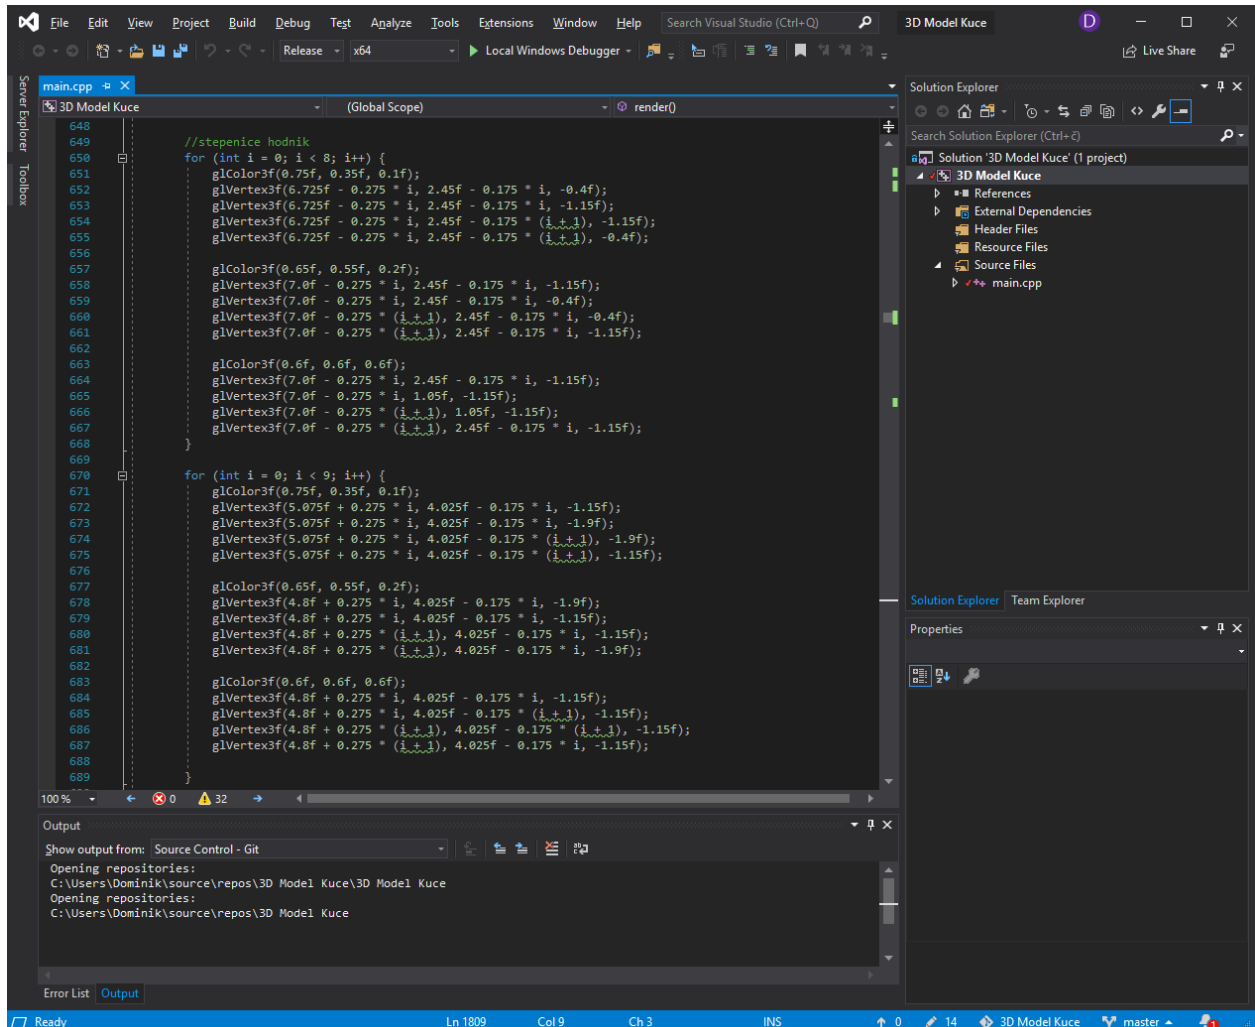 File Edit View Project Build Debug Test Analyze Tools Extensions Window Help Search Visual Studio (Ctrl+Q) 3D Model Kuce D
Release x64 Local Windows Debugger Live Share
Server Explorer
Toolbox
main.cpp
3D Model Kuce (Global Scope) render()
648
649 //stepenice hodnik
650 for (int i = 0; i < 8; i++) {
651 glColor3f(0.75f, 0.35f, 0.1f);
652 glVertex3f(6.725f - 0.275 * i, 2.45f - 0.175 * i, -0.4f);
653 glVertex3f(6.725f - 0.275 * i, 2.45f - 0.175 * i, -1.15f);
654 glVertex3f(6.725f - 0.275 * i, 2.45f - 0.175 * (i + 1), -1.15f);
655 glVertex3f(6.725f - 0.275 * i, 2.45f - 0.175 * (i + 1), -0.4f);
656
657 glColor3f(0.65f, 0.55f, 0.2f);
658 glVertex3f(7.0f - 0.275 * i, 2.45f - 0.175 * i, -1.15f);
659 glVertex3f(7.0f - 0.275 * i, 2.45f - 0.175 * i, -0.4f);
660 glVertex3f(7.0f - 0.275 * (i + 1), 2.45f - 0.175 * i, -0.4f);
661 glVertex3f(7.0f - 0.275 * (i + 1), 2.45f - 0.175 * i, -1.15f);
662
663 glColor3f(0.6f, 0.6f, 0.6f);
664 glVertex3f(7.0f - 0.275 * i, 2.45f - 0.175 * i, -1.15f);
665 glVertex3f(7.0f - 0.275 * i, 1.05f, -1.15f);
666 glVertex3f(7.0f - 0.275 * (i + 1), 1.05f, -1.15f);
667 glVertex3f(7.0f - 0.275 * (i + 1), 2.45f - 0.175 * i, -1.15f);
668 }
669
670 for (int i = 0; i < 9; i++) {
671 glColor3f(0.75f, 0.35f, 0.1f);
672 glVertex3f(5.075f + 0.275 * i, 4.025f - 0.175 * i, -1.15f);
673 glVertex3f(5.075f + 0.275 * i, 4.025f - 0.175 * i, -1.9f);
674 glVertex3f(5.075f + 0.275 * i, 4.025f - 0.175 * (i + 1), -1.9f);
675 glVertex3f(5.075f + 0.275 * i, 4.025f - 0.175 * (i + 1), -1.15f);
676
677 glColor3f(0.65f, 0.55f, 0.2f);
678 glVertex3f(4.8f + 0.275 * i, 4.025f - 0.175 * i, -1.9f);
679 glVertex3f(4.8f + 0.275 * i, 4.025f - 0.175 * i, -1.15f);
680 glVertex3f(4.8f + 0.275 * (i + 1), 4.025f - 0.175 * i, -1.15f);
681 glVertex3f(4.8f + 0.275 * (i + 1), 4.025f - 0.175 * i, -1.9f);
682
683 glColor3f(0.6f, 0.6f, 0.6f);
684 glVertex3f(4.8f + 0.275 * i, 4.025f - 0.175 * i, -1.15f);
685 glVertex3f(4.8f + 0.275 * i, 4.025f - 0.175 * (i + 1), -1.15f);
686 glVertex3f(4.8f + 0.275 * (i + 1), 4.025f - 0.175 * (i + 1), -1.15f);
687 glVertex3f(4.8f + 0.275 * (i + 1), 4.025f - 0.175 * i, -1.15f);
688
689 }
100 % 0 32
Output
Show output from: Source Control - Git
Opening repositories:
C:\Users\Dominik\source\repos\3D Model Kuce\3D Model Kuce
Opening repositories:
C:\Users\Dominik\source\repos\3D Model Kuce
Error List Output
Solution Explorer
Search Solution Explorer (Ctrl+č)
Solution '3D Model Kuce' (1 project)
3D Model Kuce
References
External Dependencies
Header Files
Resource Files
Source Files
main.cpp
Solution Explorer Team Explorer
Properties
Ready Ln 1809 Col 9 Ch 3 INS 0 14 3D Model Kuce master 1